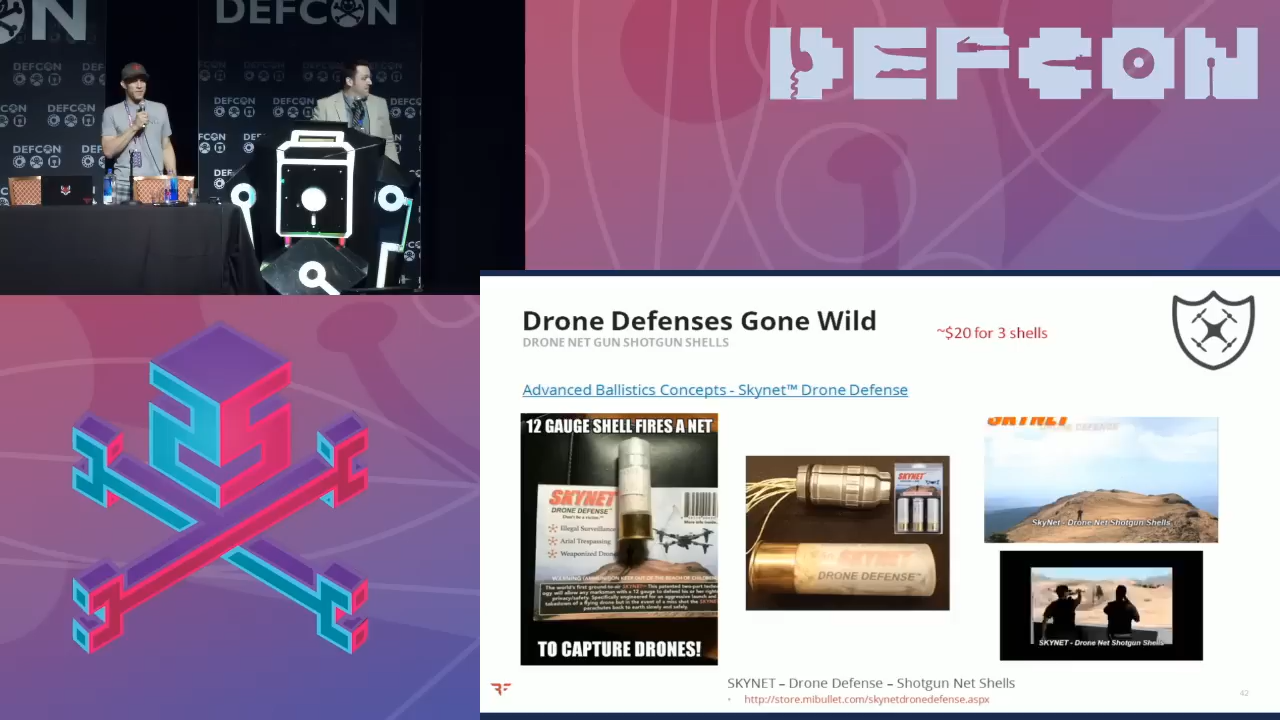 DEFCON
DEFCON
Drone Defenses Gone Wild
~$20 for 3 shells
DRONE NET GUN SHOTGUN SHELLS
Advanced Ballistics Concepts - Skynet™ Drone Defense
12 GAUGE SHELL FIRES A NET
SKYNET
DRONE DEFENSE
Illegal Surveillance
Arial Trespassing
Weaponized Drone
TO CAPTURE DRONES!
SKYNET
DRONE DEFENSE™
SKYNET
DRONE DEFENSE
SkyNet - Drone Net Shotgun Shells
SKYNET - Drone Net Shotgun Shells
SKYNET – Drone Defense – Shotgun Net Shells
• http://store.mibullet.com/skynetdronedefense.aspx
42